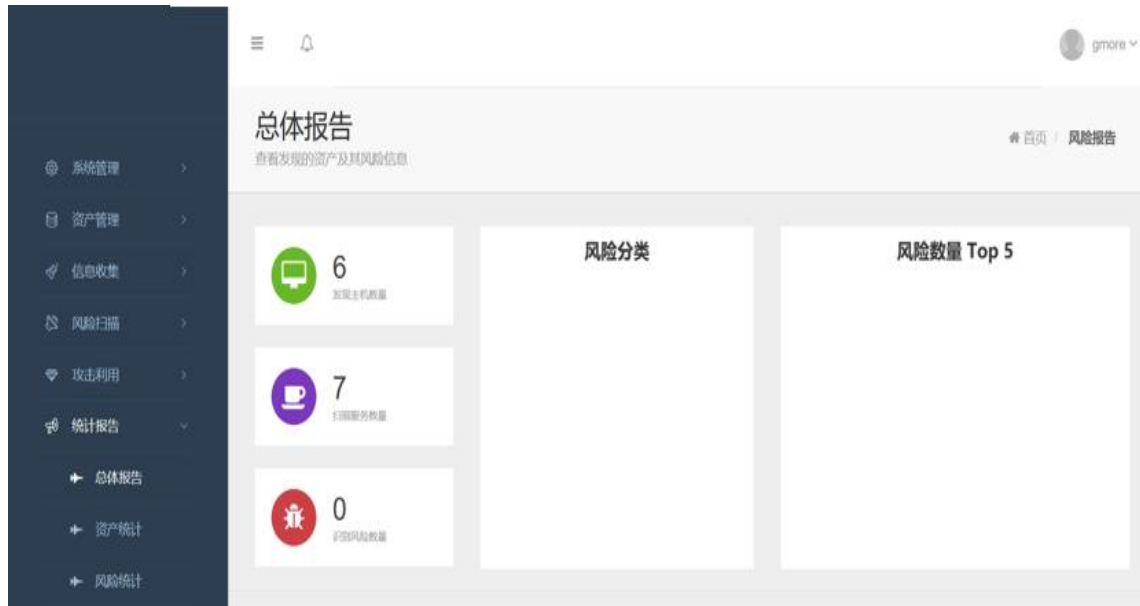 gmore
总体报告
查看发现的资产及其风险信息
首页 / 风险报告
系统管理
资产管理
信息收集
风险扫描
攻击利用
统计报告
总体报告
资产统计
风险统计
6
发现主机数量
7
扫描服务数量
0
识别风险数量
风险分类
风险数量 Top 5